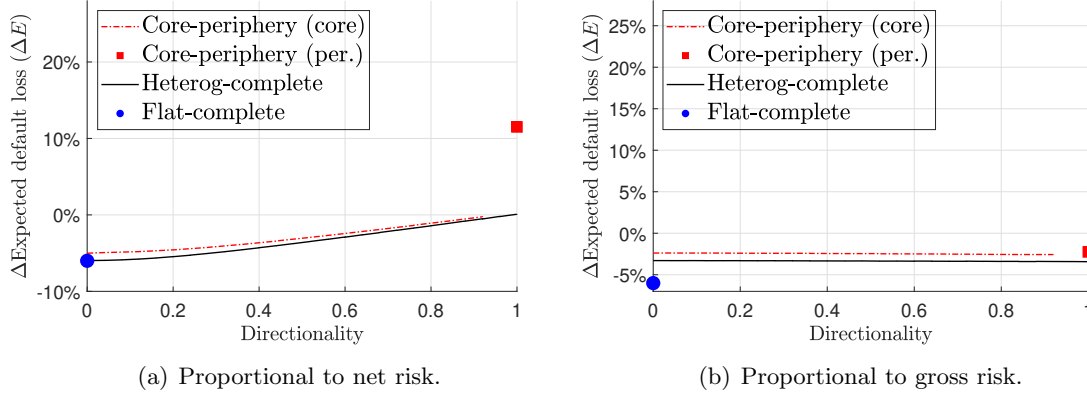 Core-periphery (core)
Core-periphery (per.)
Heterog-complete
Flat-complete
ΔExpected default loss (ΔE)
20%
10%
0%
-10%
0
0.2
0.4
0.6
0.8
1
Directionality
(a) Proportional to net risk.
Core-periphery (core)
Core-periphery (per.)
Heterog-complete
Flat-complete
ΔExpected default loss (ΔE)
25%
20%
15%
10%
5%
0%
-5%
0
0.2
0.4
0.6
0.8
1
Directionality
(b) Proportional to gross risk.